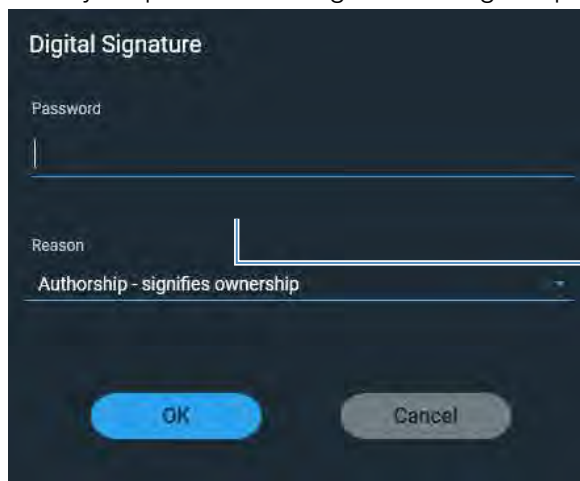 Digital Signature
Password
Reason
Authorship - signifies ownership
OK
Cancel